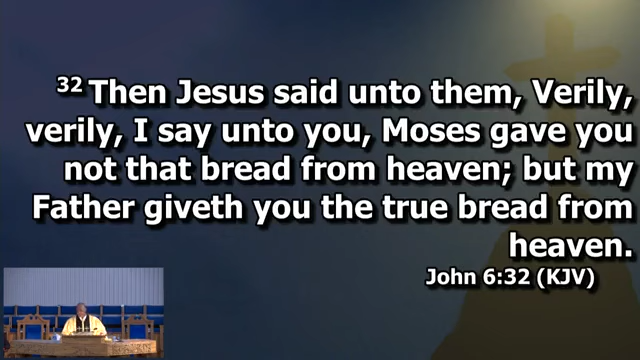 32 Then Jesus said unto them, Verily,
verily, I say unto you, Moses gave you
not that bread from heaven; but my
Father giveth you the true bread from
heaven.
John 6:32 (KJV)